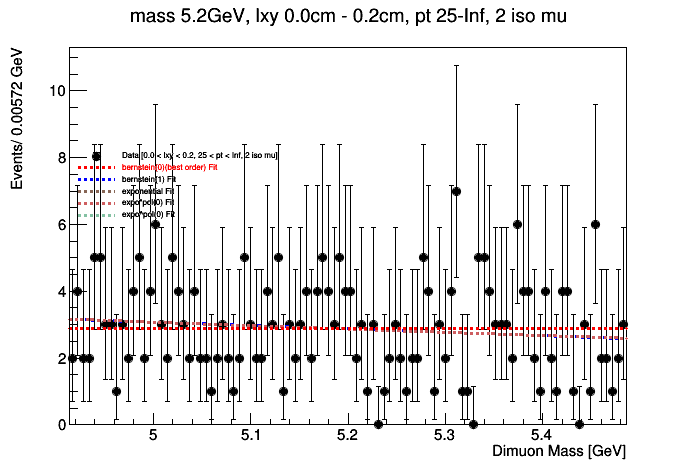 mass 5.2GeV, lxy 0.0cm - 0.2cm, pt 25-Inf, 2 iso mu
Events/ 0.00572 GeV
10
8
6
4
2
0
Data [0.0 < lxy < 0.2, 25 < pt < Inf, 2 iso mu]
bernstein(0)(best order) Fit
bernstein(1) Fit
exponential Fit
expo*pol(0) Fit
expo*pol(0) Fit
5 5.1 5.2 5.3 5.4
Dimuon Mass [GeV]